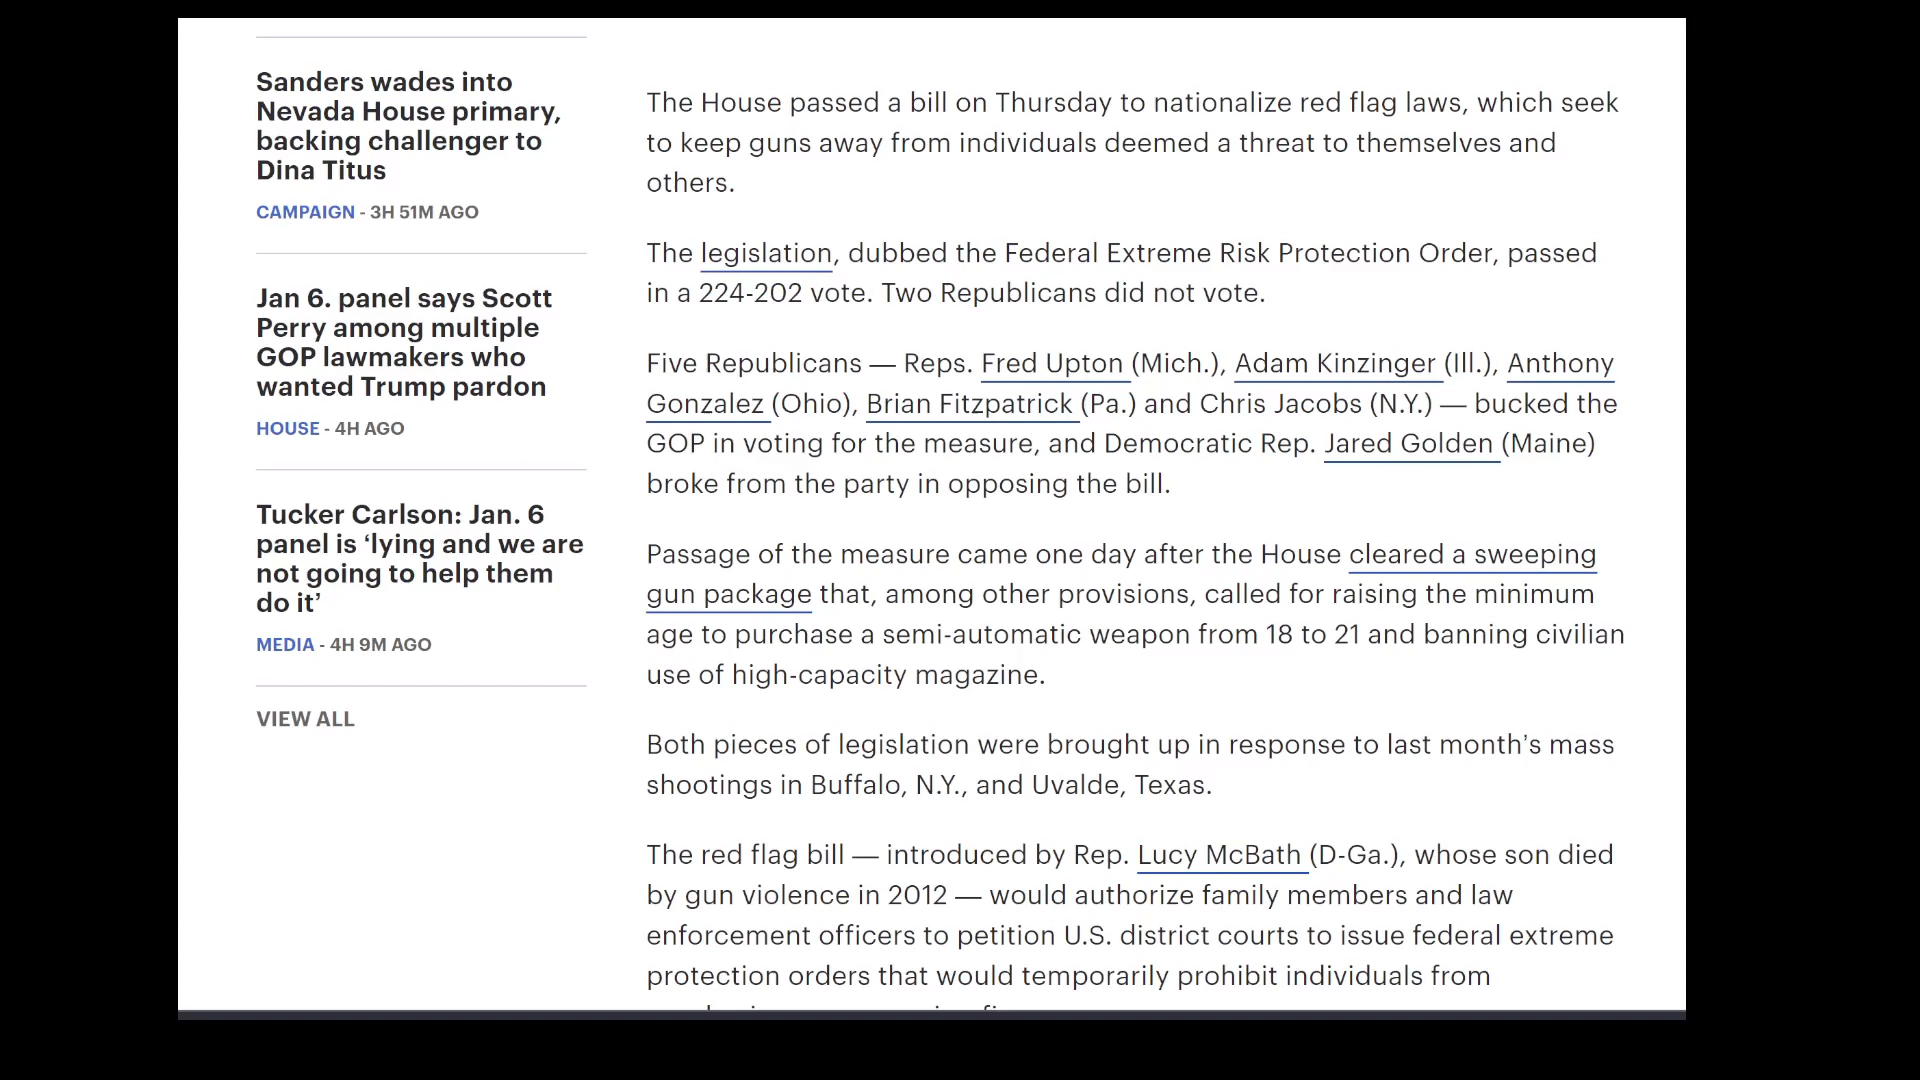 Sanders wades into
Nevada House primary,
backing challenger to
Dina Titus
CAMPAIGN - 3H 51M AGO
Jan 6. panel says Scott
Perry among multiple
GOP lawmakers who
wanted Trump pardon
HOUSE - 4H AGO
Tucker Carlson: Jan. 6
panel is ‘lying and we are
not going to help them
do it’
MEDIA - 4H 9M AGO
VIEW ALL
The House passed a bill on Thursday to nationalize red flag laws, which seek
to keep guns away from individuals deemed a threat to themselves and
others.
The legislation, dubbed the Federal Extreme Risk Protection Order, passed
in a 224-202 vote. Two Republicans did not vote.
Five Republicans — Reps. Fred Upton (Mich.), Adam Kinzinger (Ill.), Anthony
Gonzalez (Ohio), Brian Fitzpatrick (Pa.) and Chris Jacobs (N.Y.) — bucked the
GOP in voting for the measure, and Democratic Rep. Jared Golden (Maine)
broke from the party in opposing the bill.
Passage of the measure came one day after the House cleared a sweeping
gun package that, among other provisions, called for raising the minimum
age to purchase a semi-automatic weapon from 18 to 21 and banning civilian
use of high-capacity magazine.
Both pieces of legislation were brought up in response to last month’s mass
shootings in Buffalo, N.Y., and Uvalde, Texas.
The red flag bill — introduced by Rep. Lucy McBath (D-Ga.), whose son died
by gun violence in 2012 — would authorize family members and law
enforcement officers to petition U.S. district courts to issue federal extreme
protection orders that would temporarily prohibit individuals from